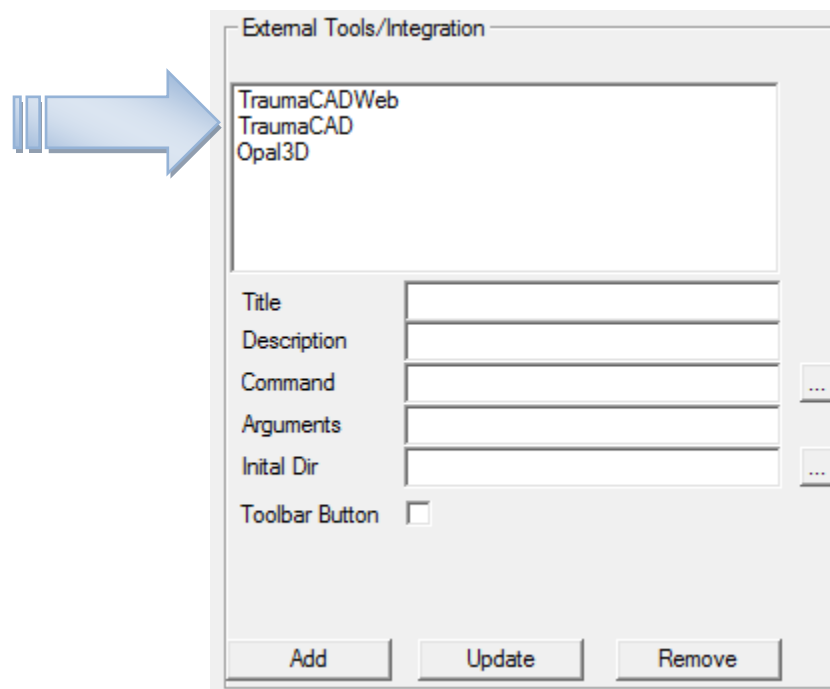 External Tools/Integration
TraumaCADWeb
TraumaCAD
Opal3D
Title
Description
Command ...
Arguments
Inital Dir ...
Toolbar Button
Add Update Remove